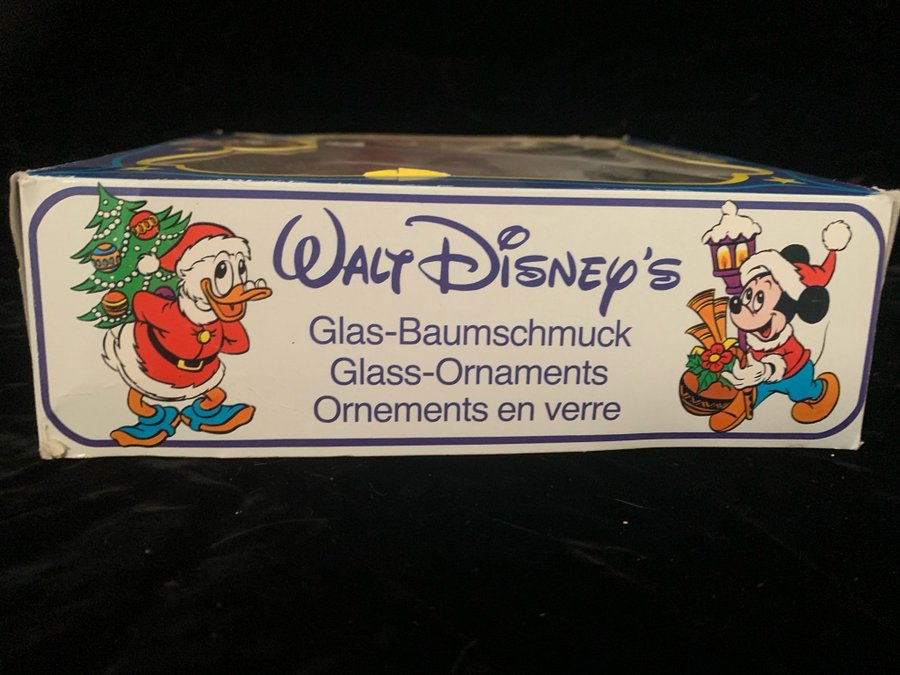 Walt Disney's
Glas-Baumschmuck
Glass-Ornaments
Ornements en verre